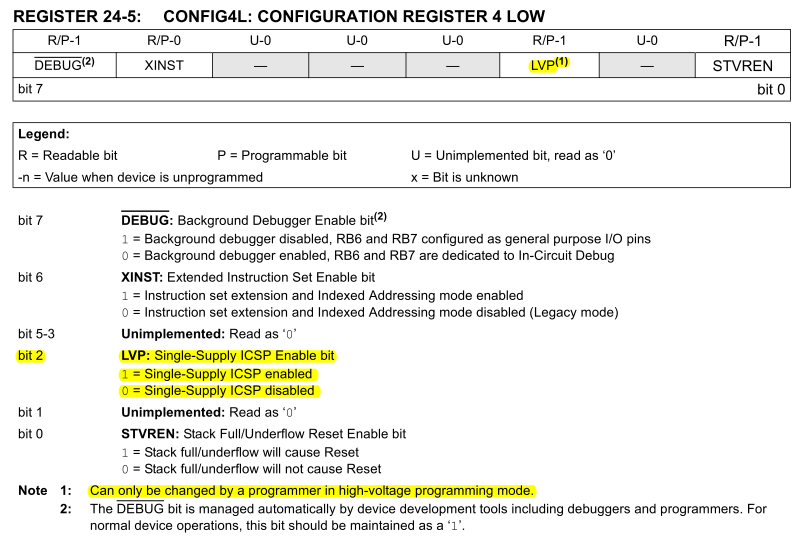 REGISTER 24-5: CONFIG4L: CONFIGURATION REGISTER 4 LOW
R/P-1 R/P-0 U-0 U-0 U-0 R/P-1 U-0 R/P-1
DEBUG(2) XINST — — — LVP(1) — STVREN
bit 7 bit 0
Legend:
R = Readable bit P = Programmable bit U = Unimplemented bit, read as ‘0’
-n = Value when device is unprogrammed x = Bit is unknown
bit 7 DEBUG: Background Debugger Enable bit(2)
1 = Background debugger disabled, RB6 and RB7 configured as general purpose I/O pins
0 = Background debugger enabled, RB6 and RB7 are dedicated to In-Circuit Debug
bit 6 XINST: Extended Instruction Set Enable bit
1 = Instruction set extension and Indexed Addressing mode enabled
0 = Instruction set extension and Indexed Addressing mode disabled (Legacy mode)
bit 5-3 Unimplemented: Read as ‘0’
bit 2 LVP: Single-Supply ICSP Enable bit
1 = Single-Supply ICSP enabled
0 = Single-Supply ICSP disabled
bit 1 Unimplemented: Read as ‘0’
bit 0 STVREN: Stack Full/Underflow Reset Enable bit
1 = Stack full/underflow will cause Reset
0 = Stack full/underflow will not cause Reset
Note 1: Can only be changed by a programmer in high-voltage programming mode.
2: The DEBUG bit is managed automatically by device development tools including debuggers and programmers. For
normal device operations, this bit should be maintained as a ‘1’.